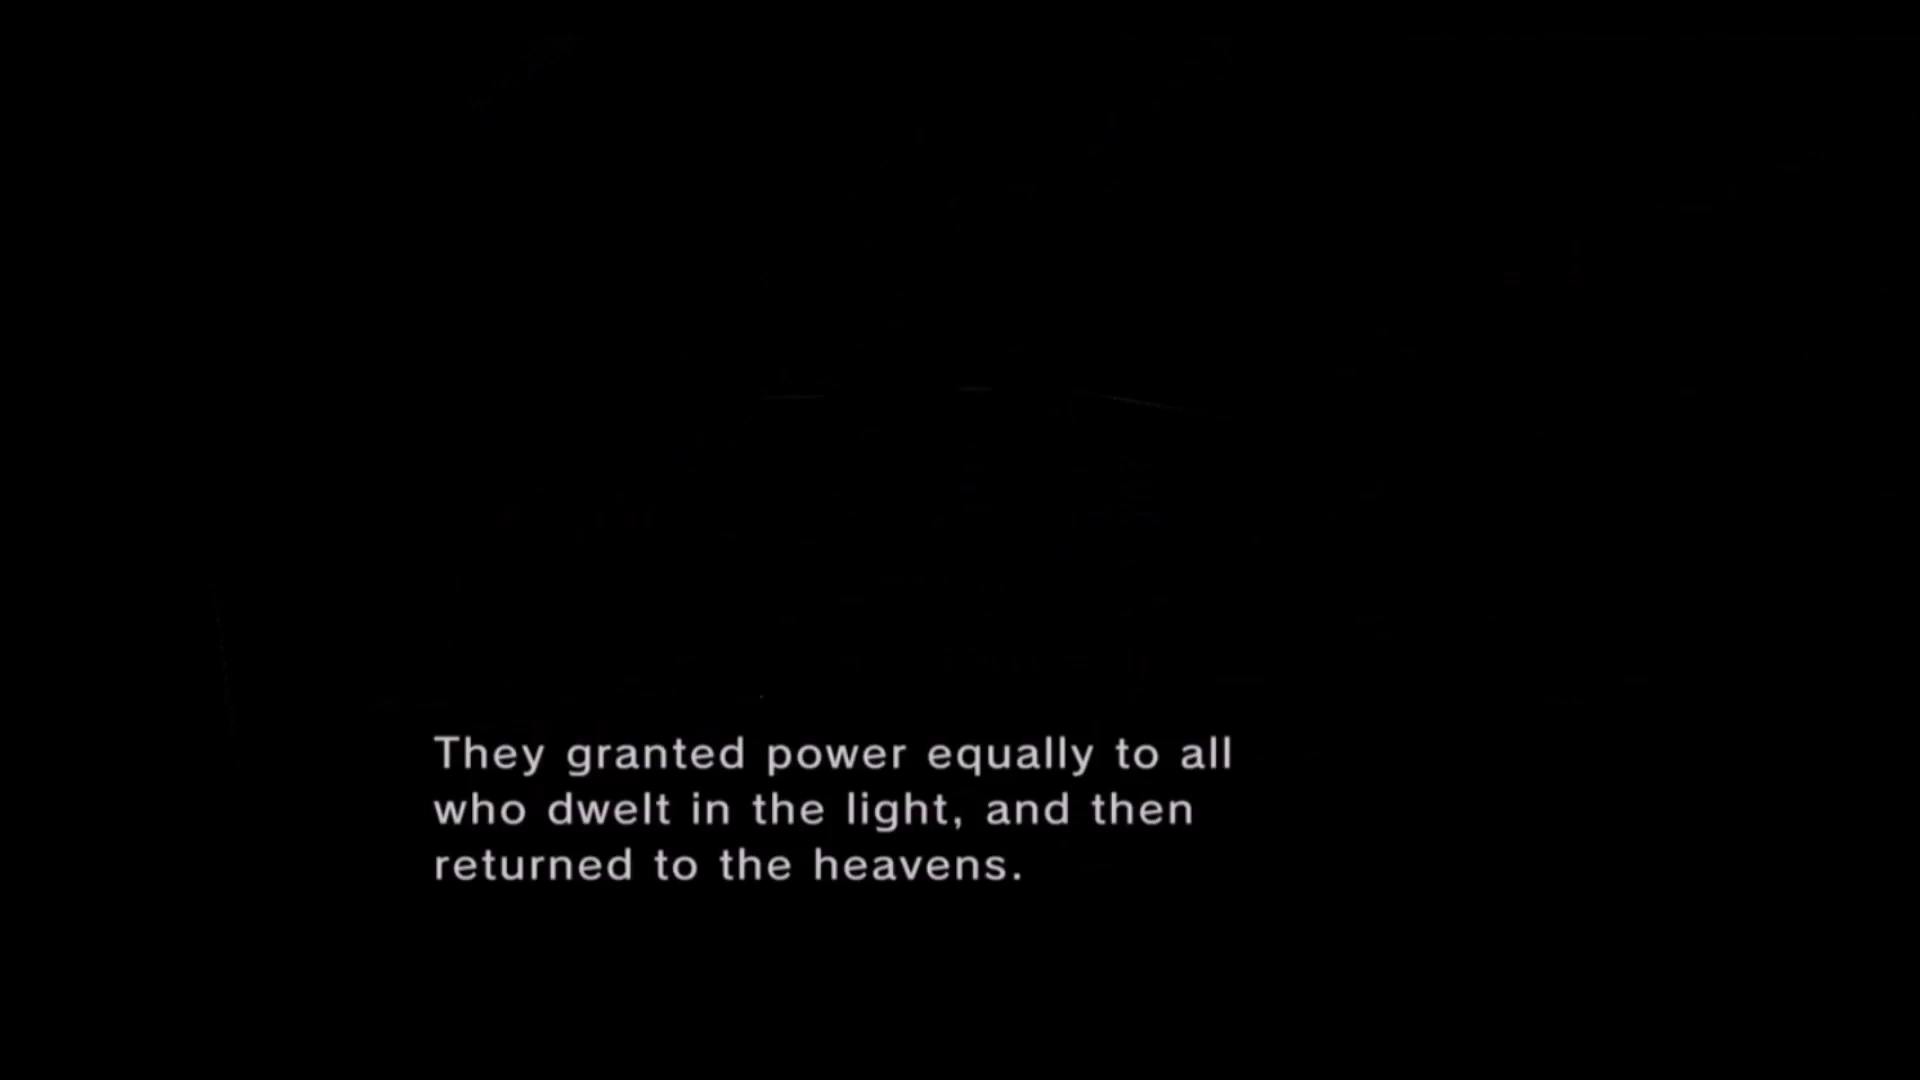 They granted power equally to all
who dwelt in the light, and then
returned to the heavens.